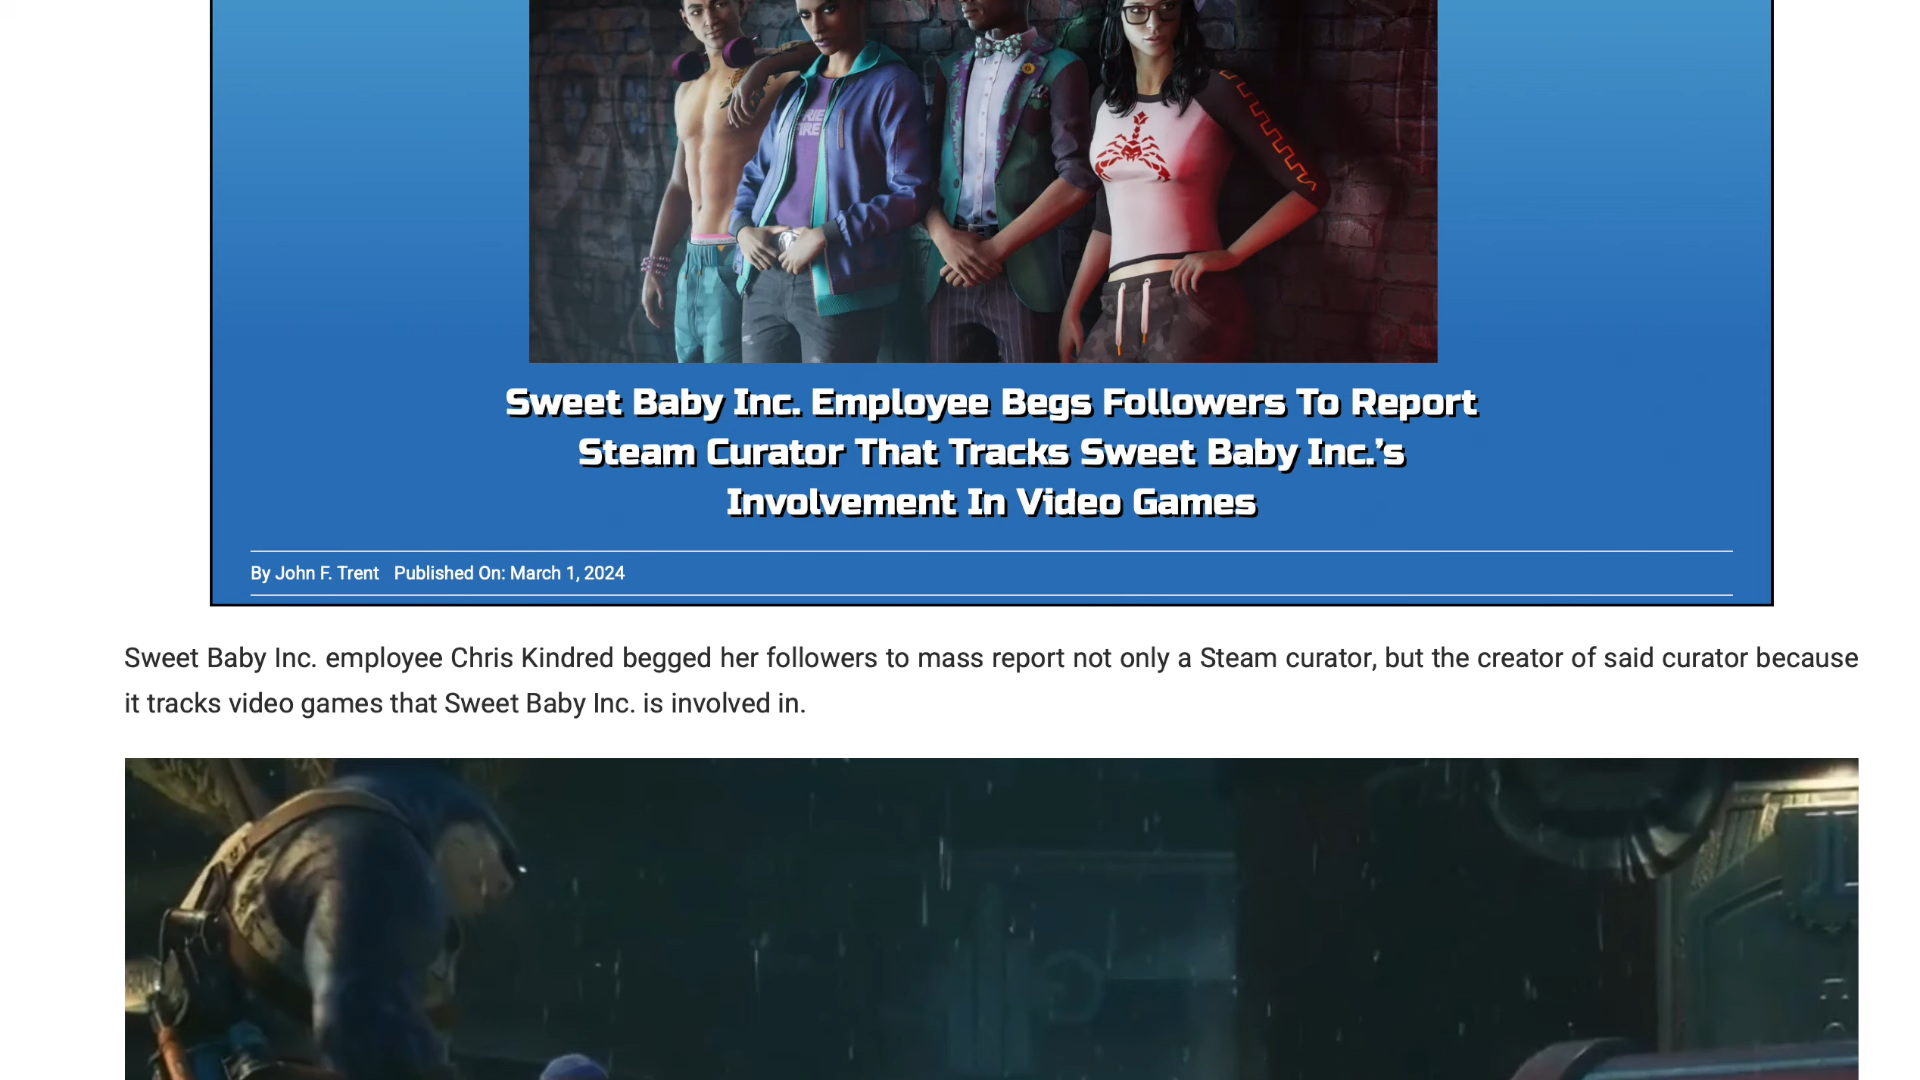 Sweet Baby Inc. Employee Begs Followers To Report
Steam Curator That Tracks Sweet Baby Inc.’s
Involvement In Video Games
By John F. Trent Published On: March 1, 2024
Sweet Baby Inc. employee Chris Kindred begged her followers to mass report not only a Steam curator, but the creator of said curator because
it tracks video games that Sweet Baby Inc. is involved in.